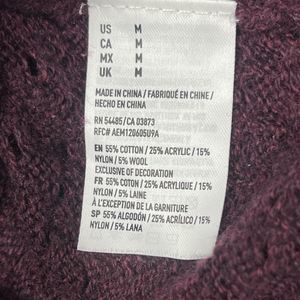 US M
CA M
MX M
UK M
MADE IN CHINA / FABRIQUÉ EN CHINE /
HECHO EN CHINA
RN 54485/CA 03873
RFC# AEM120605U9A
EN 55% COTTON / 25% ACRYLIC / 15%
NYLON / 5% WOOL
EXCLUSIVE OF DECORATION
FR 55% COTON / 25% ACRYLIQUE / 15%
NYLON / 5% LAINE
À L'EXCEPTION DE LA GARNITURE
SP 55% ALGODÓN / 25% ACRÍLICO / 15%
NYLON / 5% LANA